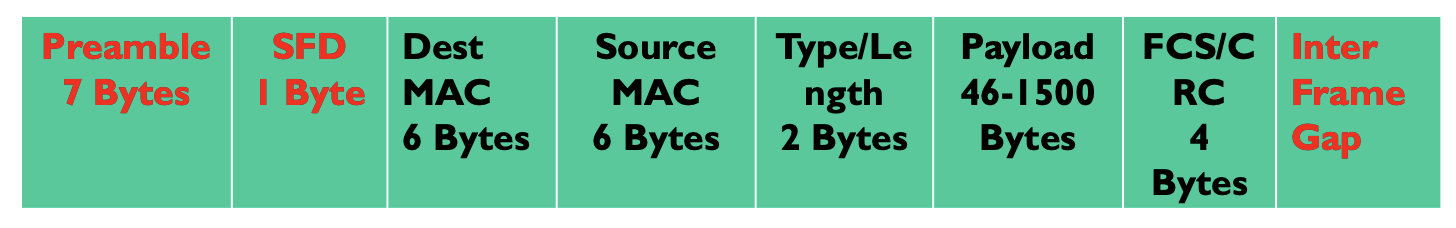 Preamble
7 Bytes
SFD
1 Byte
Dest
MAC
6 Bytes
Source
MAC
6 Bytes
Type/Le
ngth
2 Bytes
Payload
46-1500
Bytes
FCS/C
RC
4
Bytes
Inter
Frame
Gap